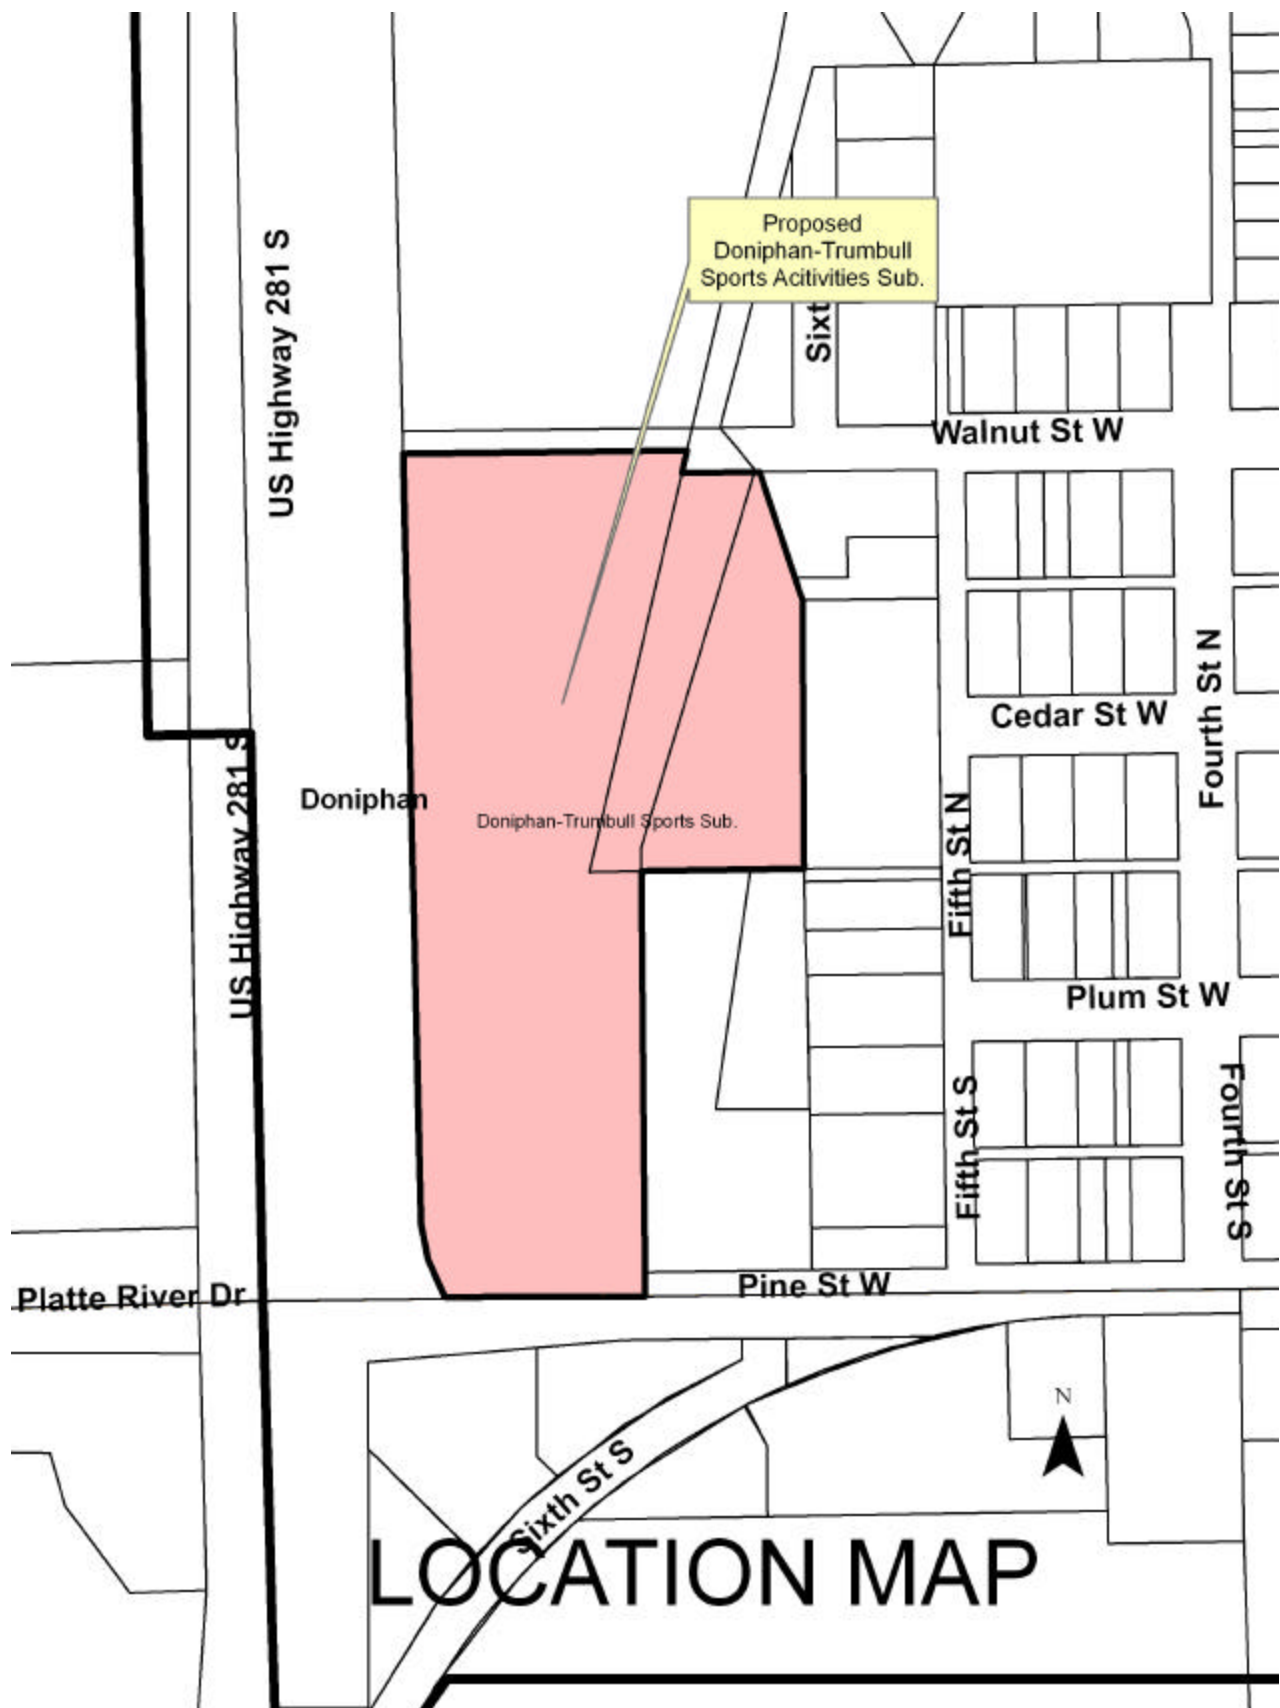 Proposed
Doniphan-Trumbull
Sports Acitivities Sub.
US Highway 281 S
Sixt
Walnut St W
Fourth St N
Cedar St W
US Highway 281 S
Doniphan
Doniphan-Trumbull Sports Sub.
Fifth St N
Plum St W
Fifth St S
Fourth St S
Platte River Dr
Pine St W
N
Sixth St S
LOCATION MAP